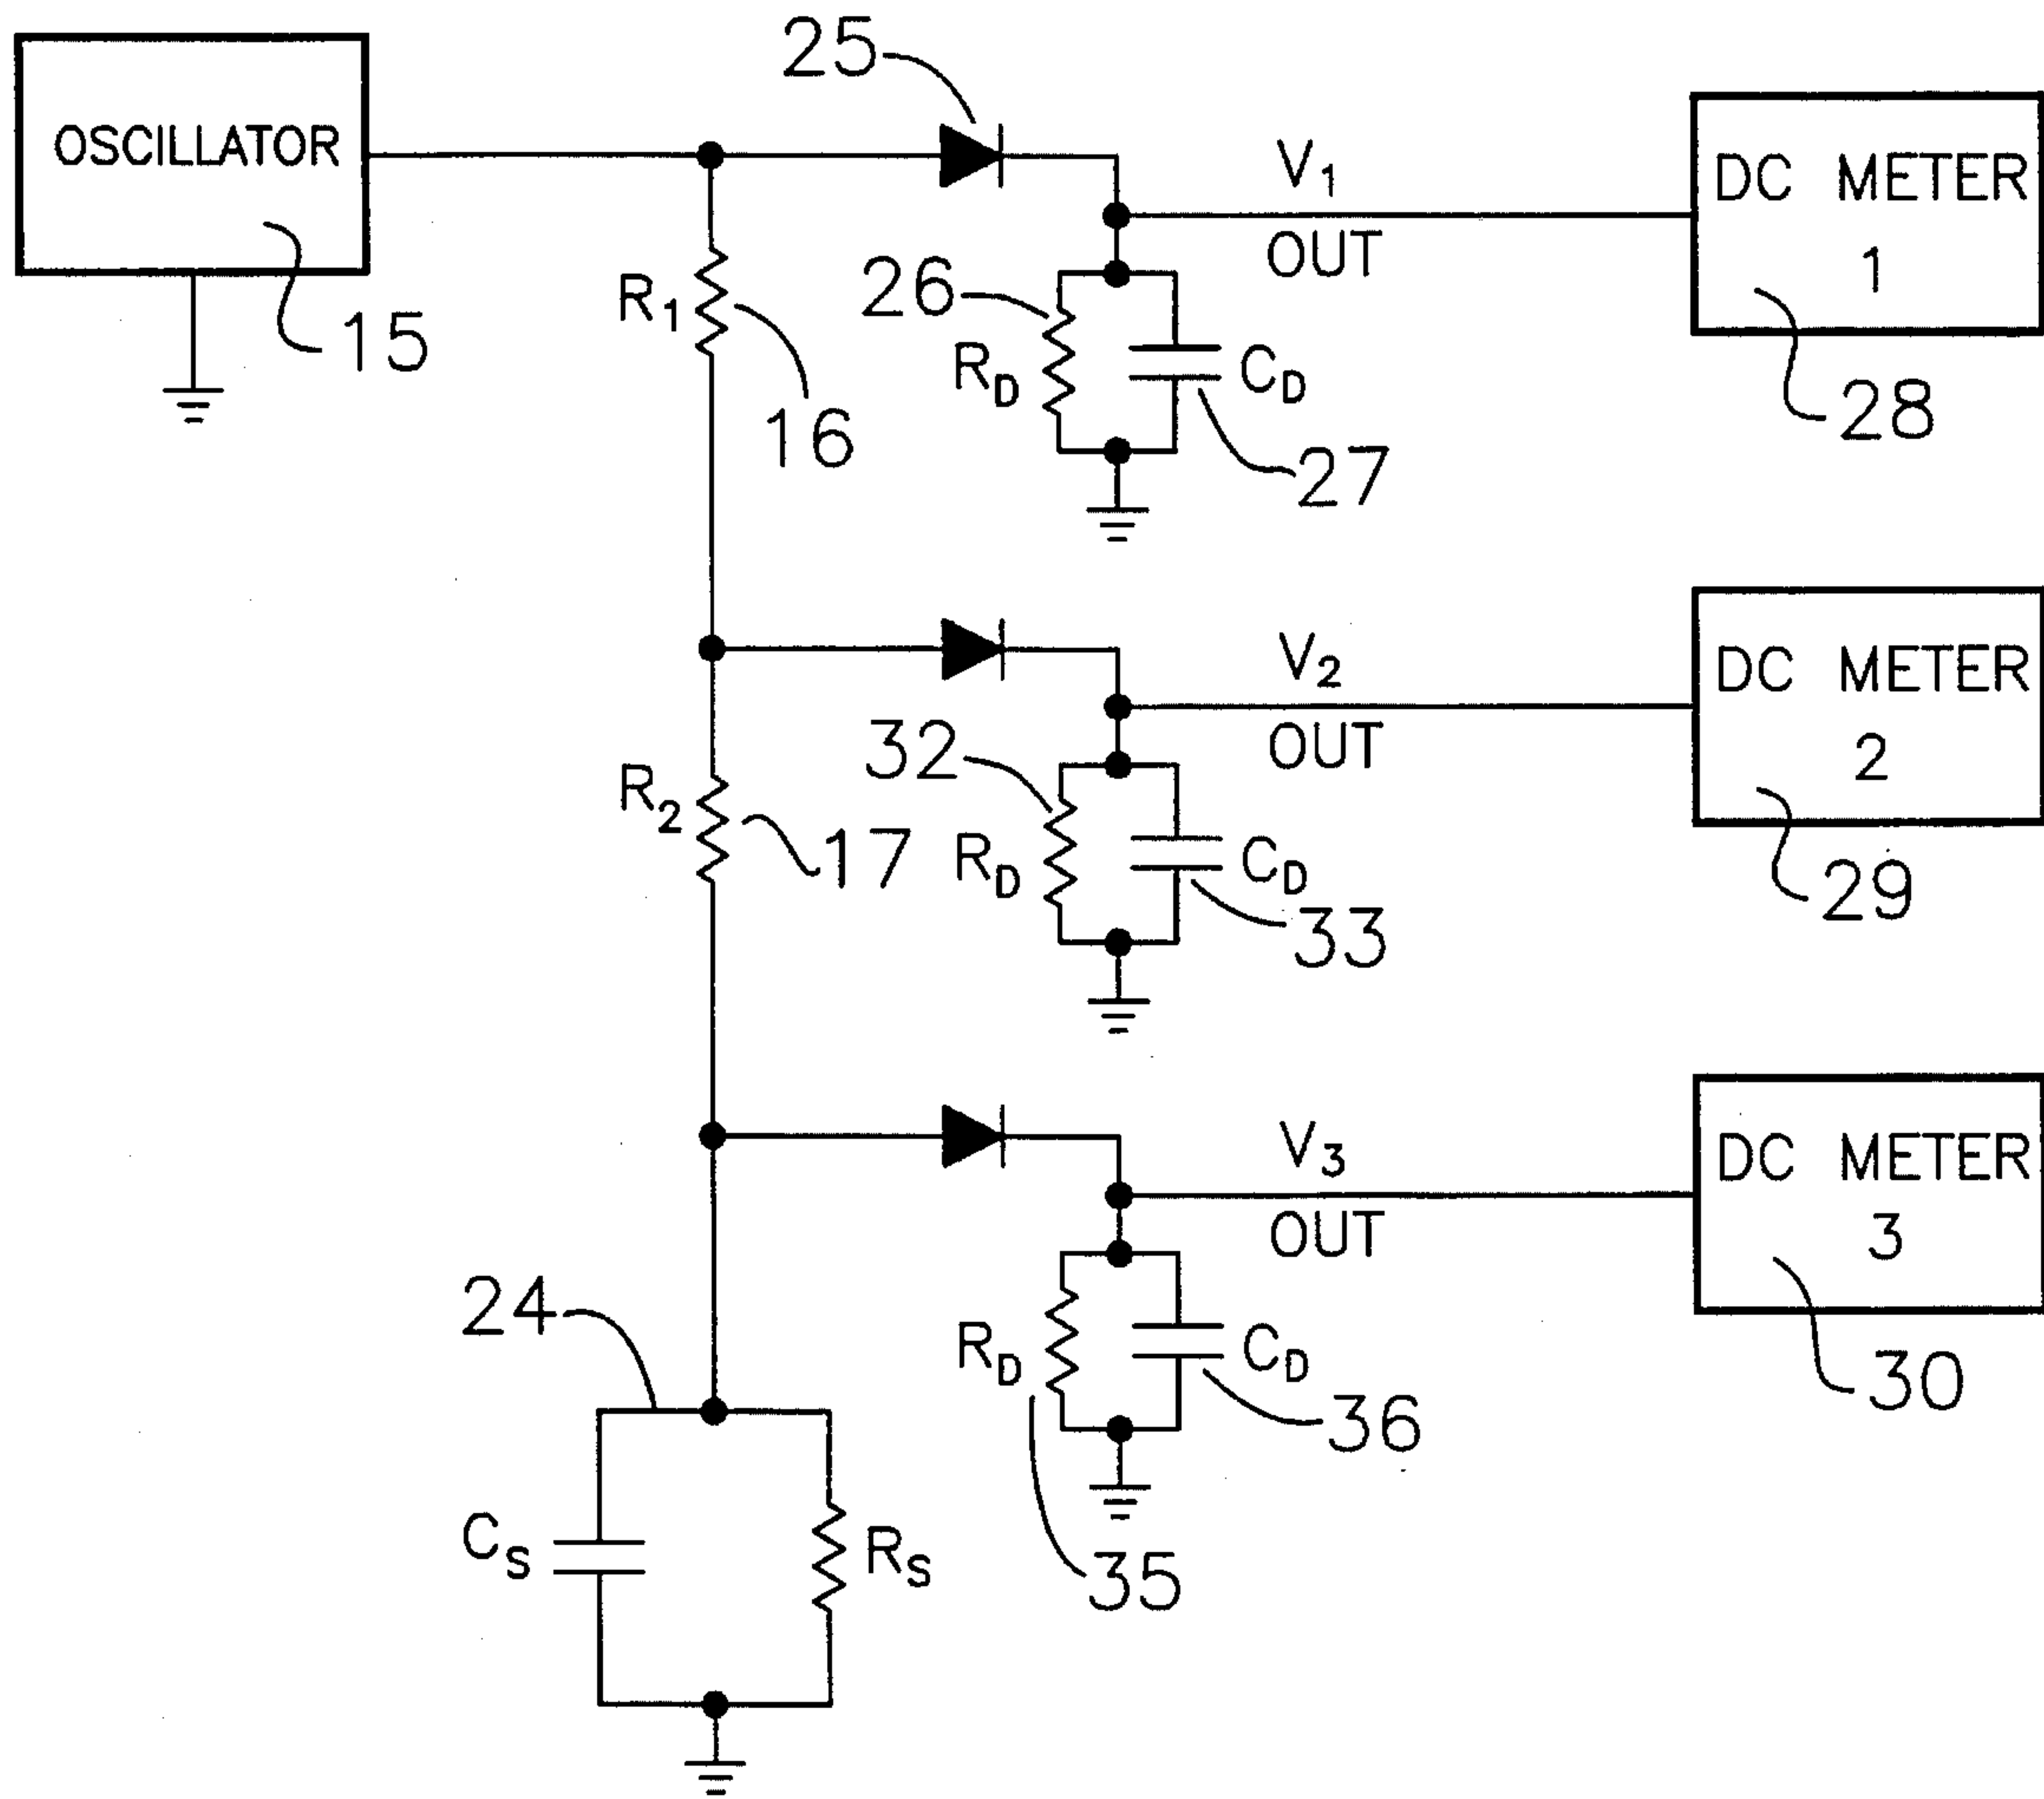 25
OSCILLATOR
V1
OUT
DC METER
1
15
R1
16
26
RD
CD
27
28
V2
OUT
DC METER
2
R2
17
32
RD
CD
33
29
V3
OUT
DC METER
3
24
RD
CD
36
35
30
CS
RS